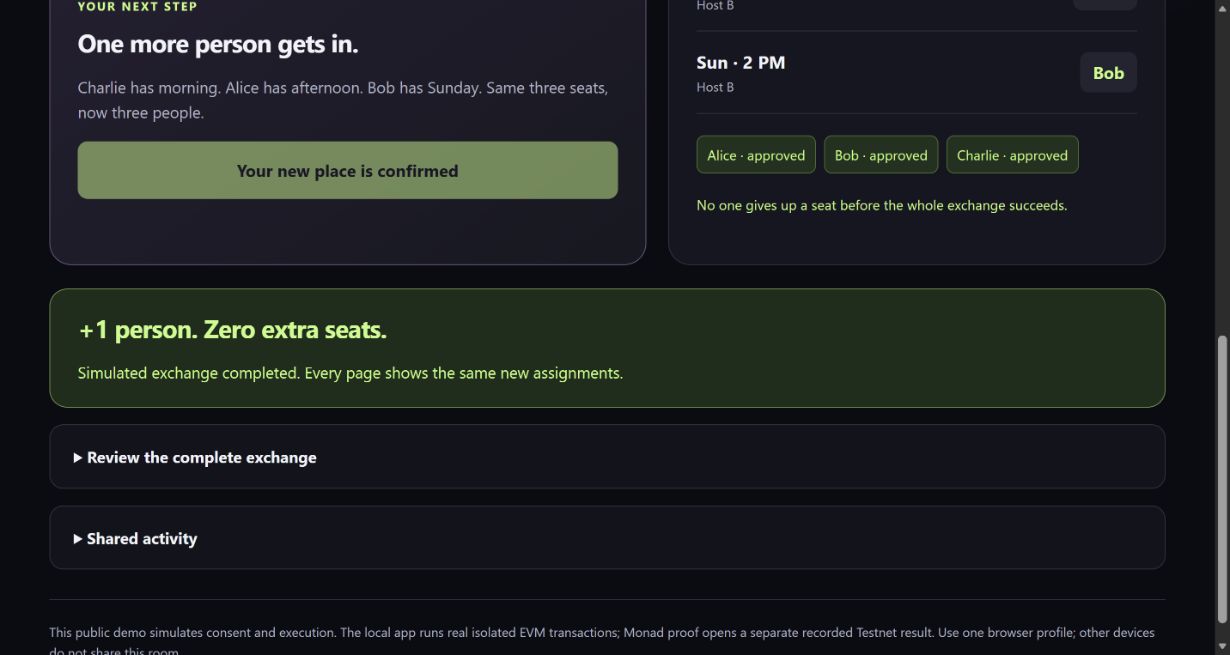 YOUR NEXT STEP
One more person gets in.
Charlie has morning. Alice has afternoon. Bob has Sunday. Same three seats,
now three people.
Your new place is confirmed
Host B
Sun · 2 PM
Host B
Bob
Alice · approved
Bob · approved
Charlie · approved
No one gives up a seat before the whole exchange succeeds.
+1 person. Zero extra seats.
Simulated exchange completed. Every page shows the same new assignments.
▶ Review the complete exchange
▶ Shared activity
This public demo simulates consent and execution. The local app runs real isolated EVM transactions; Monad proof opens a separate recorded Testnet result. Use one browser profile; other devices
do not share this room.